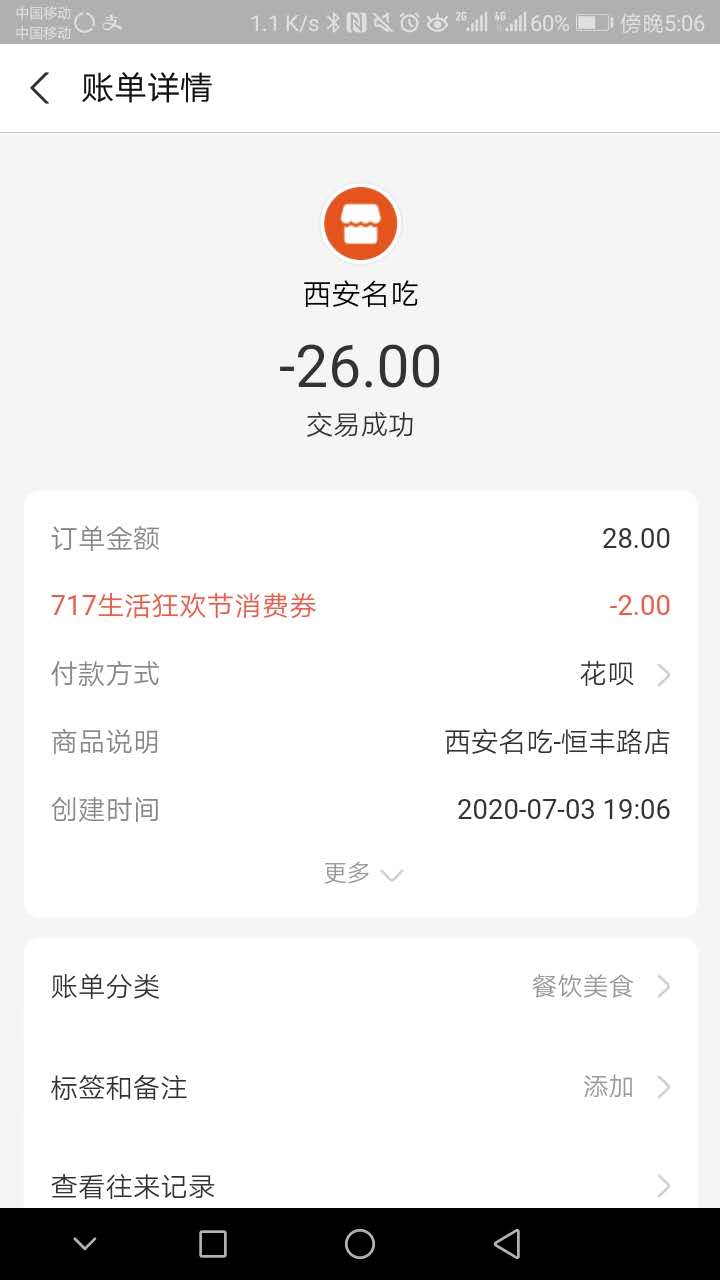 中国移动
中国移动
1.1 K/s 2G 4G 60% 傍晚5:06
账单详情
西安名吃
-26.00
交易成功
订单金额 28.00
717生活狂欢节消费券 -2.00
付款方式 花呗
商品说明 西安名吃-恒丰路店
创建时间 2020-07-03 19:06
更多
账单分类 餐饮美食
标签和备注 添加
查看往来记录